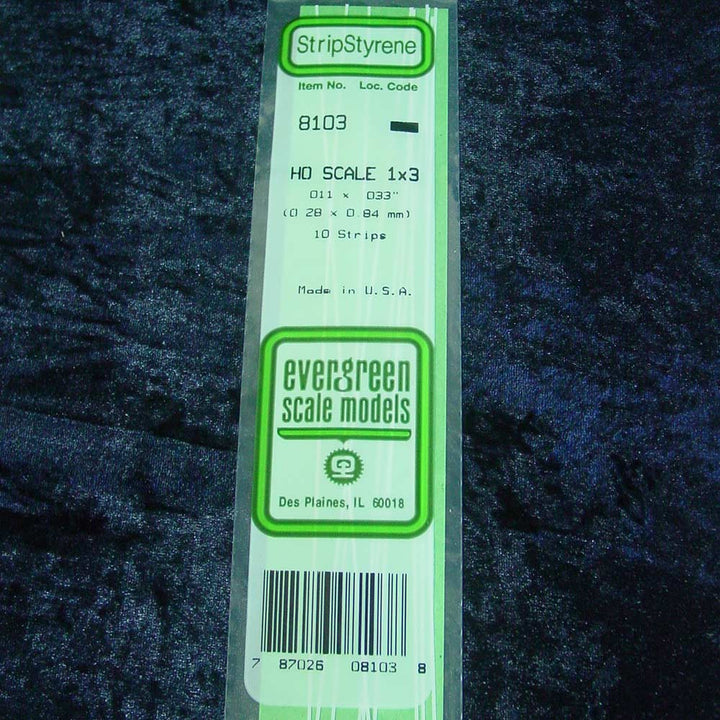 StripStyrene
Item No. Loc. Code
8103
HO SCALE 1x3
.011 x .033"
(0.28 x 0.84 mm)
10 Strips
Made in U.S.A.
evergreen
scale models
Des Plaines, IL 60018
7 87026 08103 8